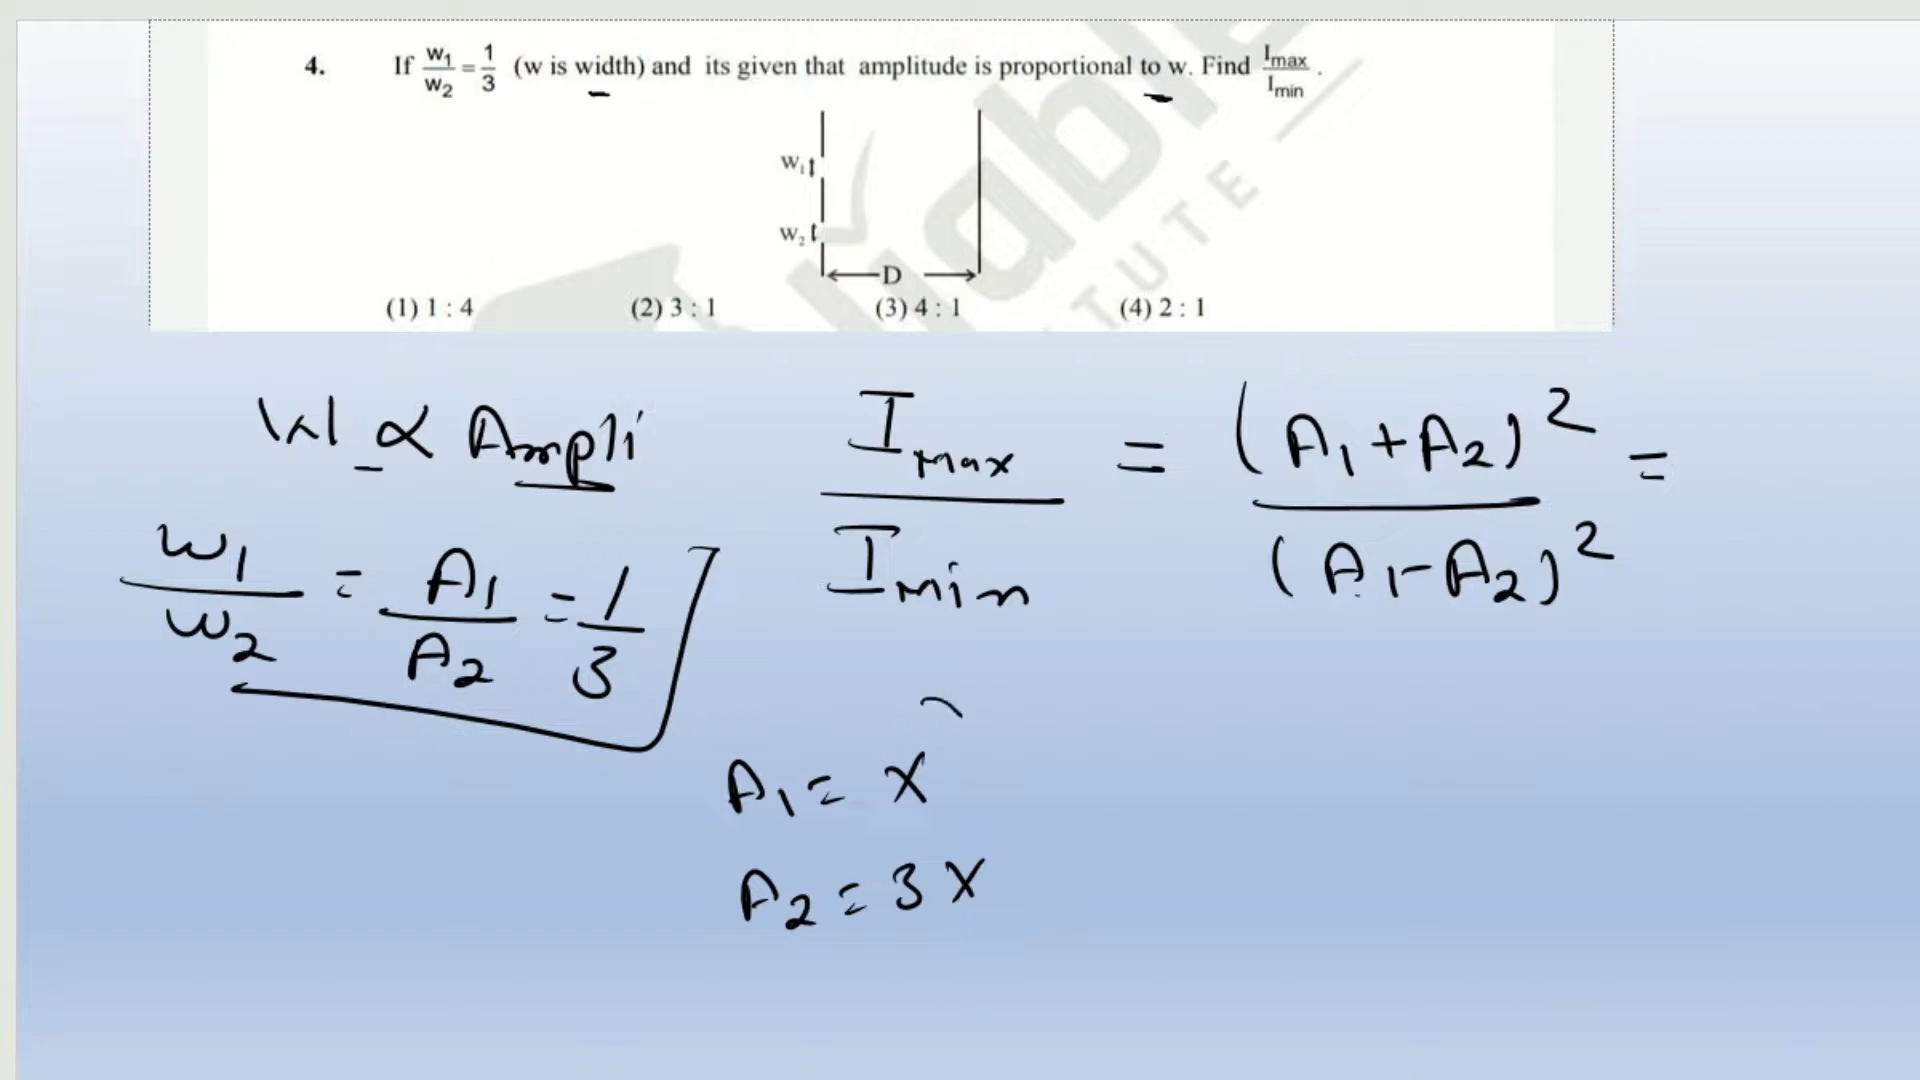 4. If w1/w2 = 1/3 (w is width) and its given that amplitude is proportional to w. Find Imax/Imin .
W1
W2
D
(1) 1 : 4 (2) 3 : 1 (3) 4 : 1 (4) 2 : 1
TUTE
W ∝ Ampli
Imax/Imin = (A1+A2)²/(A1-A2)² =
w1/w2 = A1/A2 = 1/3
A1 = x
A2 = 3x